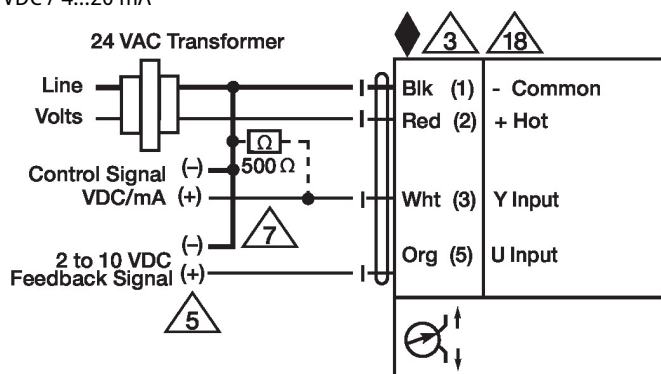 VDC / 4...20 mA
24 VAC Transformer
3 18
Line
Volts
Blk (1) - Common
Red (2) + Hot
Ω
500 Ω
Control Signal (-)
VDC/mA (+)
Wht (3) Y Input
7
(-)
2 to 10 VDC
Feedback Signal (+)
Org (5) U Input
5